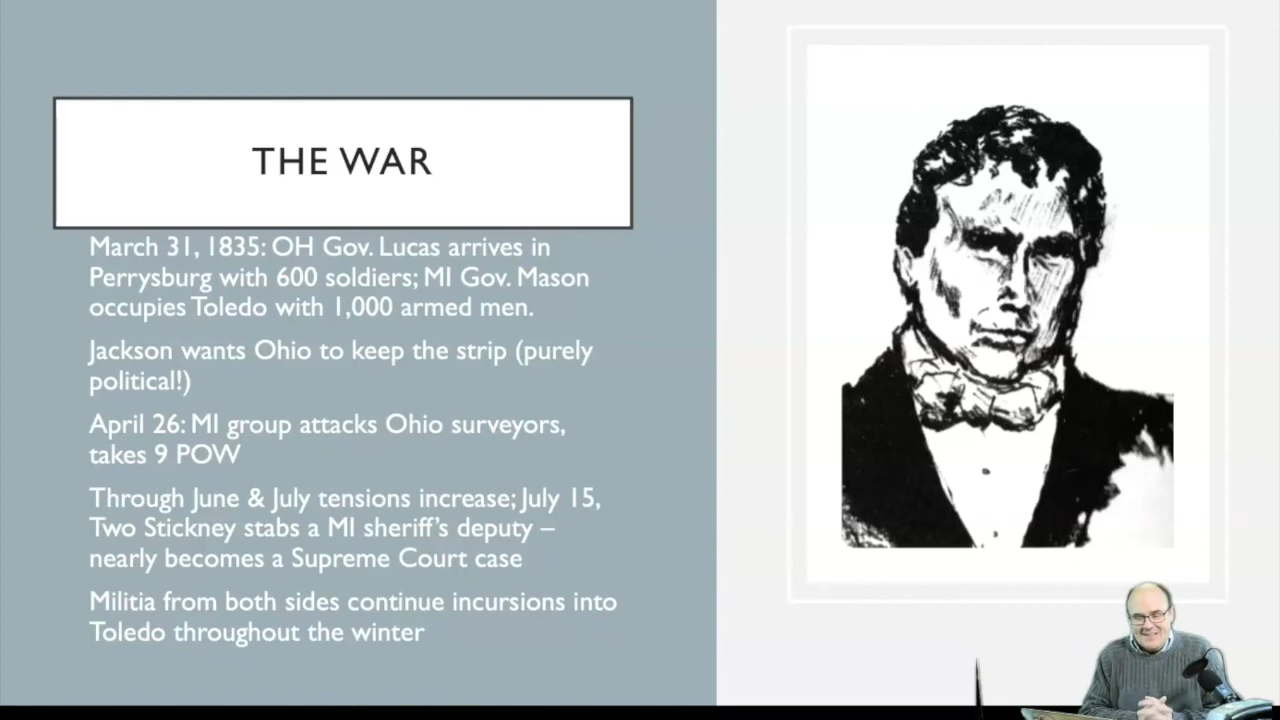 THE WAR
March 31, 1835: OH Gov. Lucas arrives in
Perrysburg with 600 soldiers; MI Gov. Mason
occupies Toledo with 1,000 armed men.
Jackson wants Ohio to keep the strip (purely
political!)
April 26: MI group attacks Ohio surveyors,
takes 9 POW
Through June & July tensions increase; July 15,
Two Stickney stabs a MI sheriff's deputy –
nearly becomes a Supreme Court case
Militia from both sides continue incursions into
Toledo throughout the winter